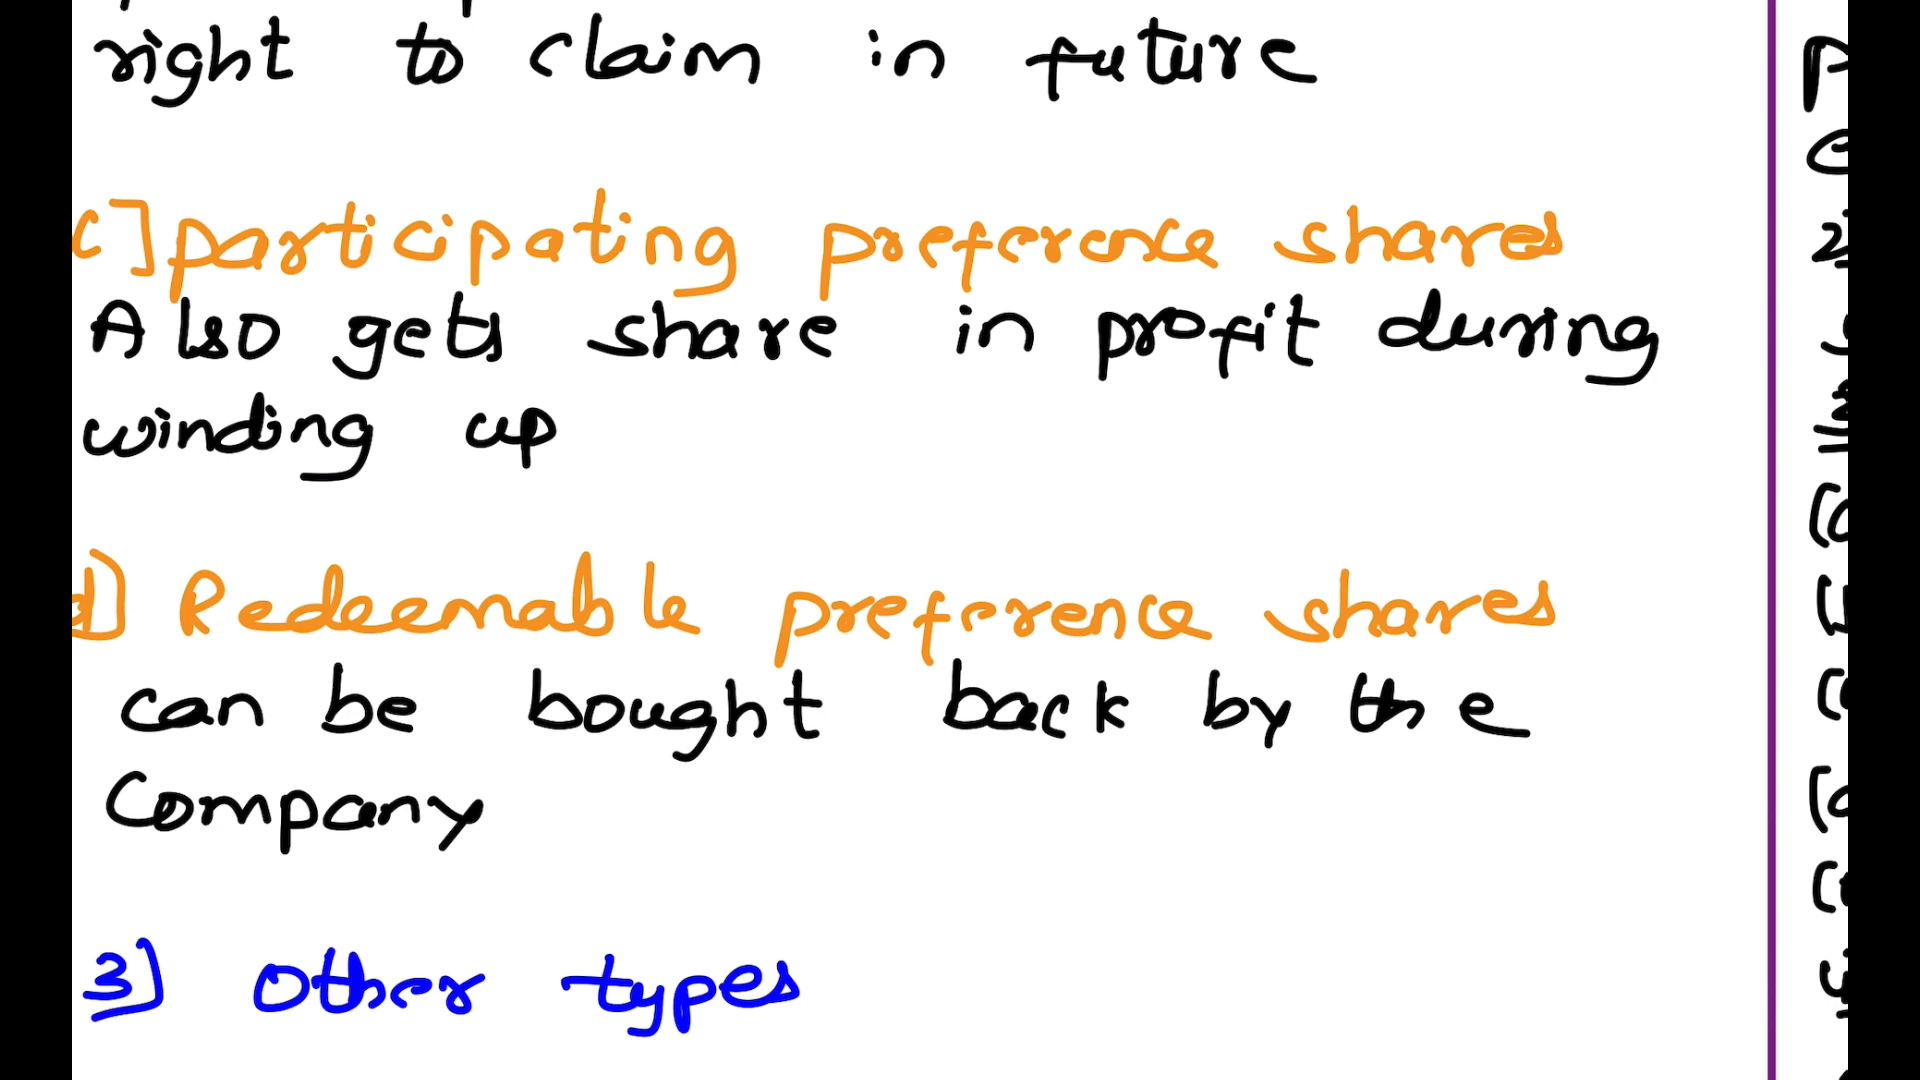 right to claim in future
c] participating preference shares
Also gets share in profit during
winding up
d] Redeemable preference shares
can be bought back by the
Company
3] Other types